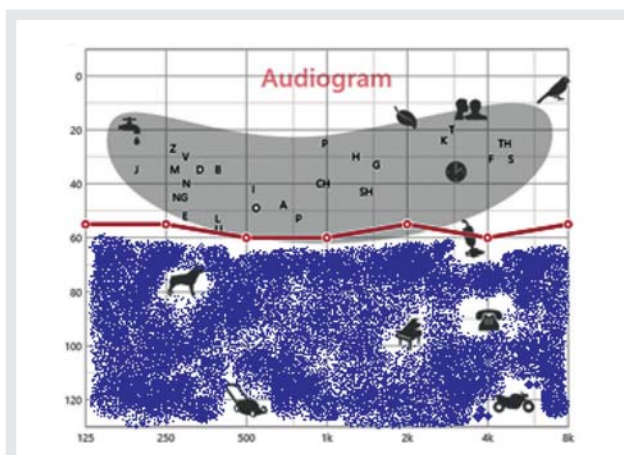 Audiogram
0
20 T
K
P TH
Z
V H F S
J M D B G
40 N CH
I SH
NG
O A
E L P
U
60
80
100
120
125 250 500 1k 2k 4k 8k